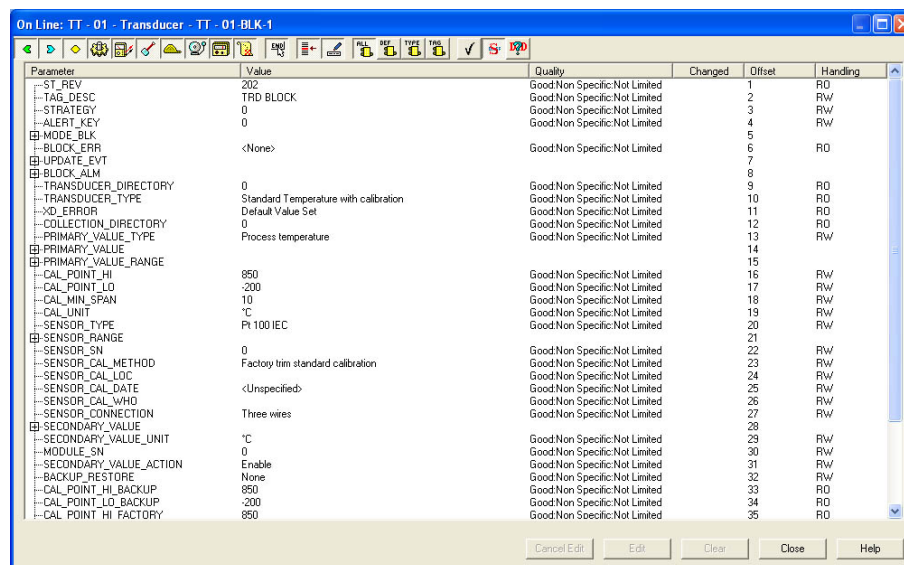 On Line: TT - 01 - Transducer - TT - 01-BLK-1
END ALL DEF TYPE TAG
Parameter Value Quality Changed Offset Handling
ST_REV 202 Good:Non Specific:Not Limited 1 RO
TAG_DESC TRD BLOCK Good:Non Specific:Not Limited 2 RW
STRATEGY 0 Good:Non Specific:Not Limited 3 RW
ALERT_KEY 0 Good:Non Specific:Not Limited 4 RW
MODE_BLK 5
BLOCK_ERR <None> Good:Non Specific:Not Limited 6 RO
UPDATE_EVT 7
BLOCK_ALM 8
TRANSDUCER_DIRECTORY 0 Good:Non Specific:Not Limited 9 RO
TRANSDUCER_TYPE Standard Temperature with calibration Good:Non Specific:Not Limited 10 RO
XD_ERROR Default Value Set Good:Non Specific:Not Limited 11 RO
COLLECTION_DIRECTORY 0 Good:Non Specific:Not Limited 12 RO
PRIMARY_VALUE_TYPE Process temperature Good:Non Specific:Not Limited 13 RW
PRIMARY_VALUE 14
PRIMARY_VALUE_RANGE 15
CAL_POINT_HI 850 Good:Non Specific:Not Limited 16 RW
CAL_POINT_LO -200 Good:Non Specific:Not Limited 17 RW
CAL_MIN_SPAN 10 Good:Non Specific:Not Limited 18 RW
CAL_UNIT °C Good:Non Specific:Not Limited 19 RW
SENSOR_TYPE Pt 100 IEC Good:Non Specific:Not Limited 20 RW
SENSOR_RANGE 21
SENSOR_SN 0 Good:Non Specific:Not Limited 22 RW
SENSOR_CAL_METHOD Factory trim standard calibration Good:Non Specific:Not Limited 23 RW
SENSOR_CAL_LOC Good:Non Specific:Not Limited 24 RW
SENSOR_CAL_DATE <Unspecified> Good:Non Specific:Not Limited 25 RW
SENSOR_CAL_WHO Good:Non Specific:Not Limited 26 RW
SENSOR_CONNECTION Three wires Good:Non Specific:Not Limited 27 RW
SECONDARY_VALUE 28
SECONDARY_VALUE_UNIT °C Good:Non Specific:Not Limited 29 RW
MODULE_SN 0 Good:Non Specific:Not Limited 30 RW
SECONDARY_VALUE_ACTION Enable Good:Non Specific:Not Limited 31 RW
BACKUP_RESTORE None Good:Non Specific:Not Limited 32 RW
CAL_POINT_HI_BACKUP 850 Good:Non Specific:Not Limited 33 RO
CAL_POINT_LO_BACKUP -200 Good:Non Specific:Not Limited 34 RO
CAL_POINT_HI_FACTORY 850 Good:Non Specific:Not Limited 35 RO
Cancel Edit Edit Clear Close Help